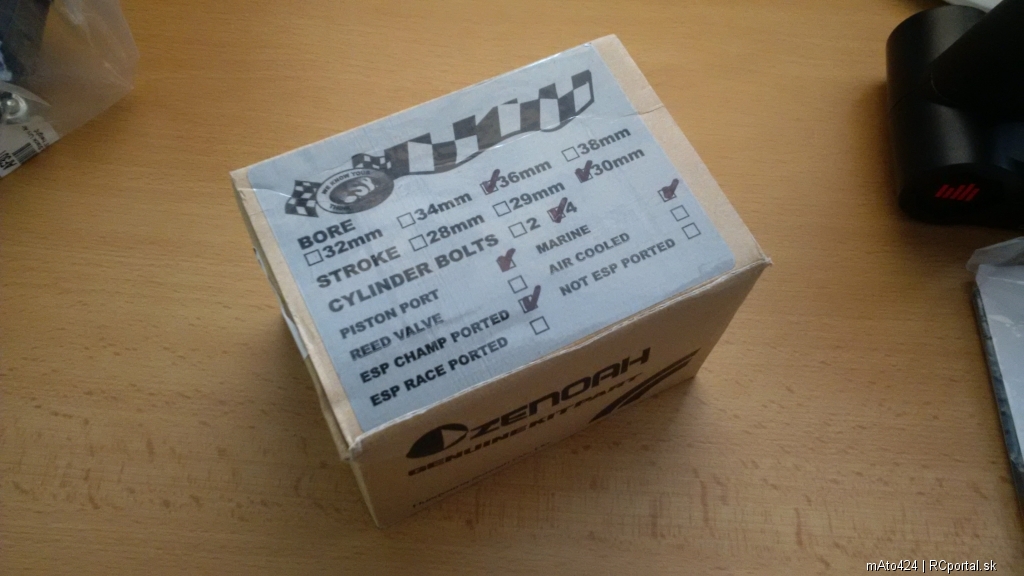 BORE
☐32mm ☐34mm ☑36mm ☐38mm
STROKE ☐28mm ☐29mm ☑30mm
CYLINDER BOLTS ☐2 ☑4
PISTON PORT ☑ MARINE ☑
REED VALVE ☐ AIR COOLED ☐
ESP CHAMP PORTED ☑ NOT ESP PORTED ☐
ESP RACE PORTED ☐
ZENOAH
GENUINE KIT PART
mAto424 | RCportal.sk